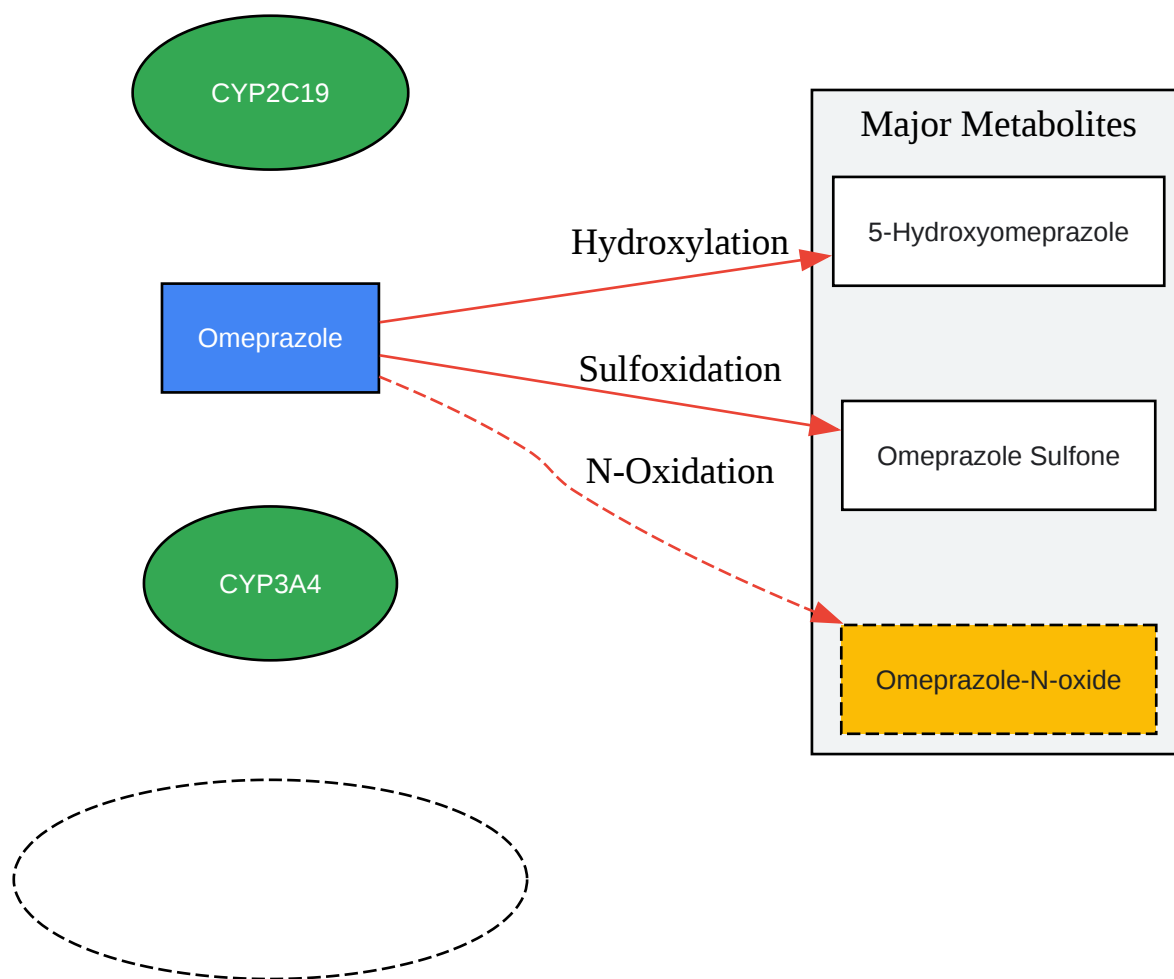 CYP2C19
Major Metabolites
Hydroxylation
5-Hydroxyomeprazole
Omeprazole
Sulfoxidation
Omeprazole Sulfone
N-Oxidation
CYP3A4
Omeprazole-N-oxide